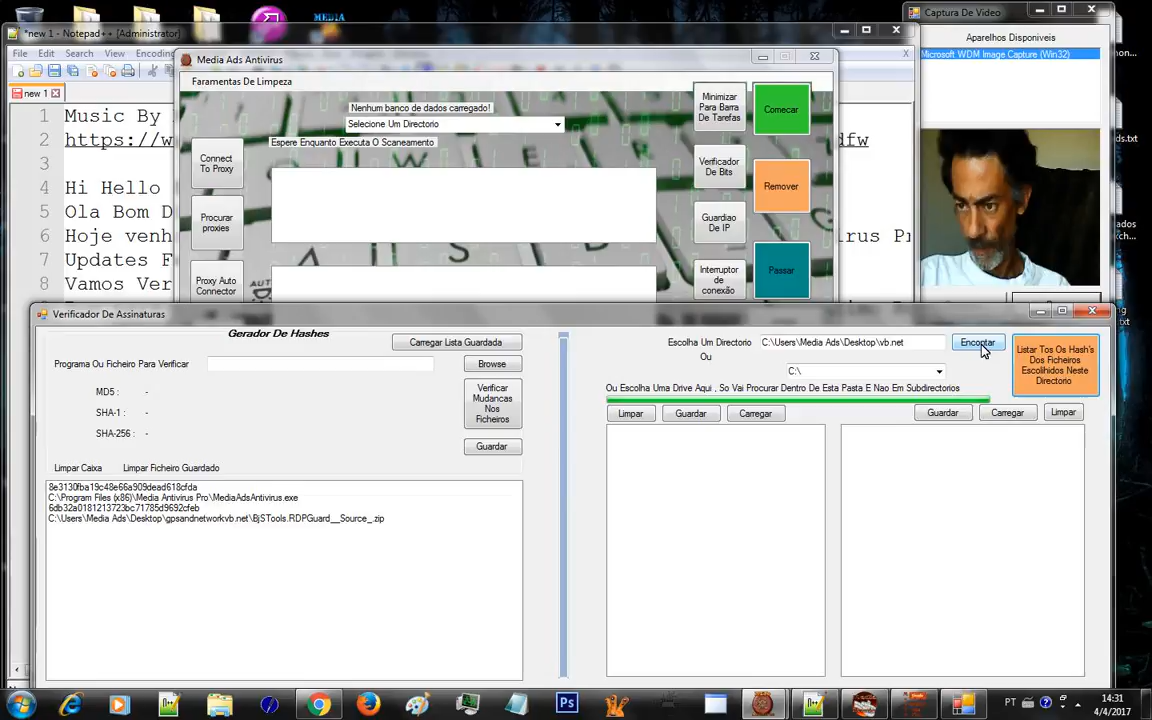 MEDIA
*new 1 - Notepad++ [Administrator]
File Edit Search View Encoding
new 1
1 Music By
2 https://w
dfw
3
4 Hi Hello
5 Ola Bom D
6 Hoje venh
irus Pr
7 Updates F
8 Vamos Ver
Media Ads Antivirus
Faramentas De Limpeza
Nenhum banco de dados carregado!
Selecione Um Directorio
Espere Enquanto Executa O Scaneamento
Connect To Proxy
Procurar proxies
Proxy Auto Connector
Minimizar Para Barra De Tarefas
Verificador De Bits
Guardiao De IP
Interruptor de conexão
Comecar
Remover
Passar
Captura De Video
Aparelhos Disponiveis
Microsoft WDM Image Capture (Win32)
Verificador De Assinaturas
Gerador De Hashes
Carregar Lista Guardada
Programa Ou Ficheiro Para Verificar
Browse
MD5 : -
SHA-1 : -
SHA-256 : -
Verificar Mudancas Nos Ficheiros
Guardar
Limpar Caixa Limpar Ficheiro Guardado
8e3130fba19c48e66a909dead618cfda
C:\Program Files (x86)\Media Antivirus Pro\MediaAdsAntivirus.exe
6db32a0181213723bc71785d9692cfeb
C:\Users\Media Ads\Desktop\gpsandnetworkvb.net\BjSTools.RDPGuard__Source_.zip
Escolha Um Directorio C:\Users\Media Ads\Desktop\vb.net Encontar
Ou
C:\
Ou Escolha Uma Drive Aqui , So Vai Procurar Dentro De Esta Pasta E Nao Em Subdirectorios
Listar Tos Os Hash's Dos Ficheiros Escolihidos Neste Directorio
Limpar Guardar Carregar
Guardar Carregar Limpar
PT
14:31
4/4/2017